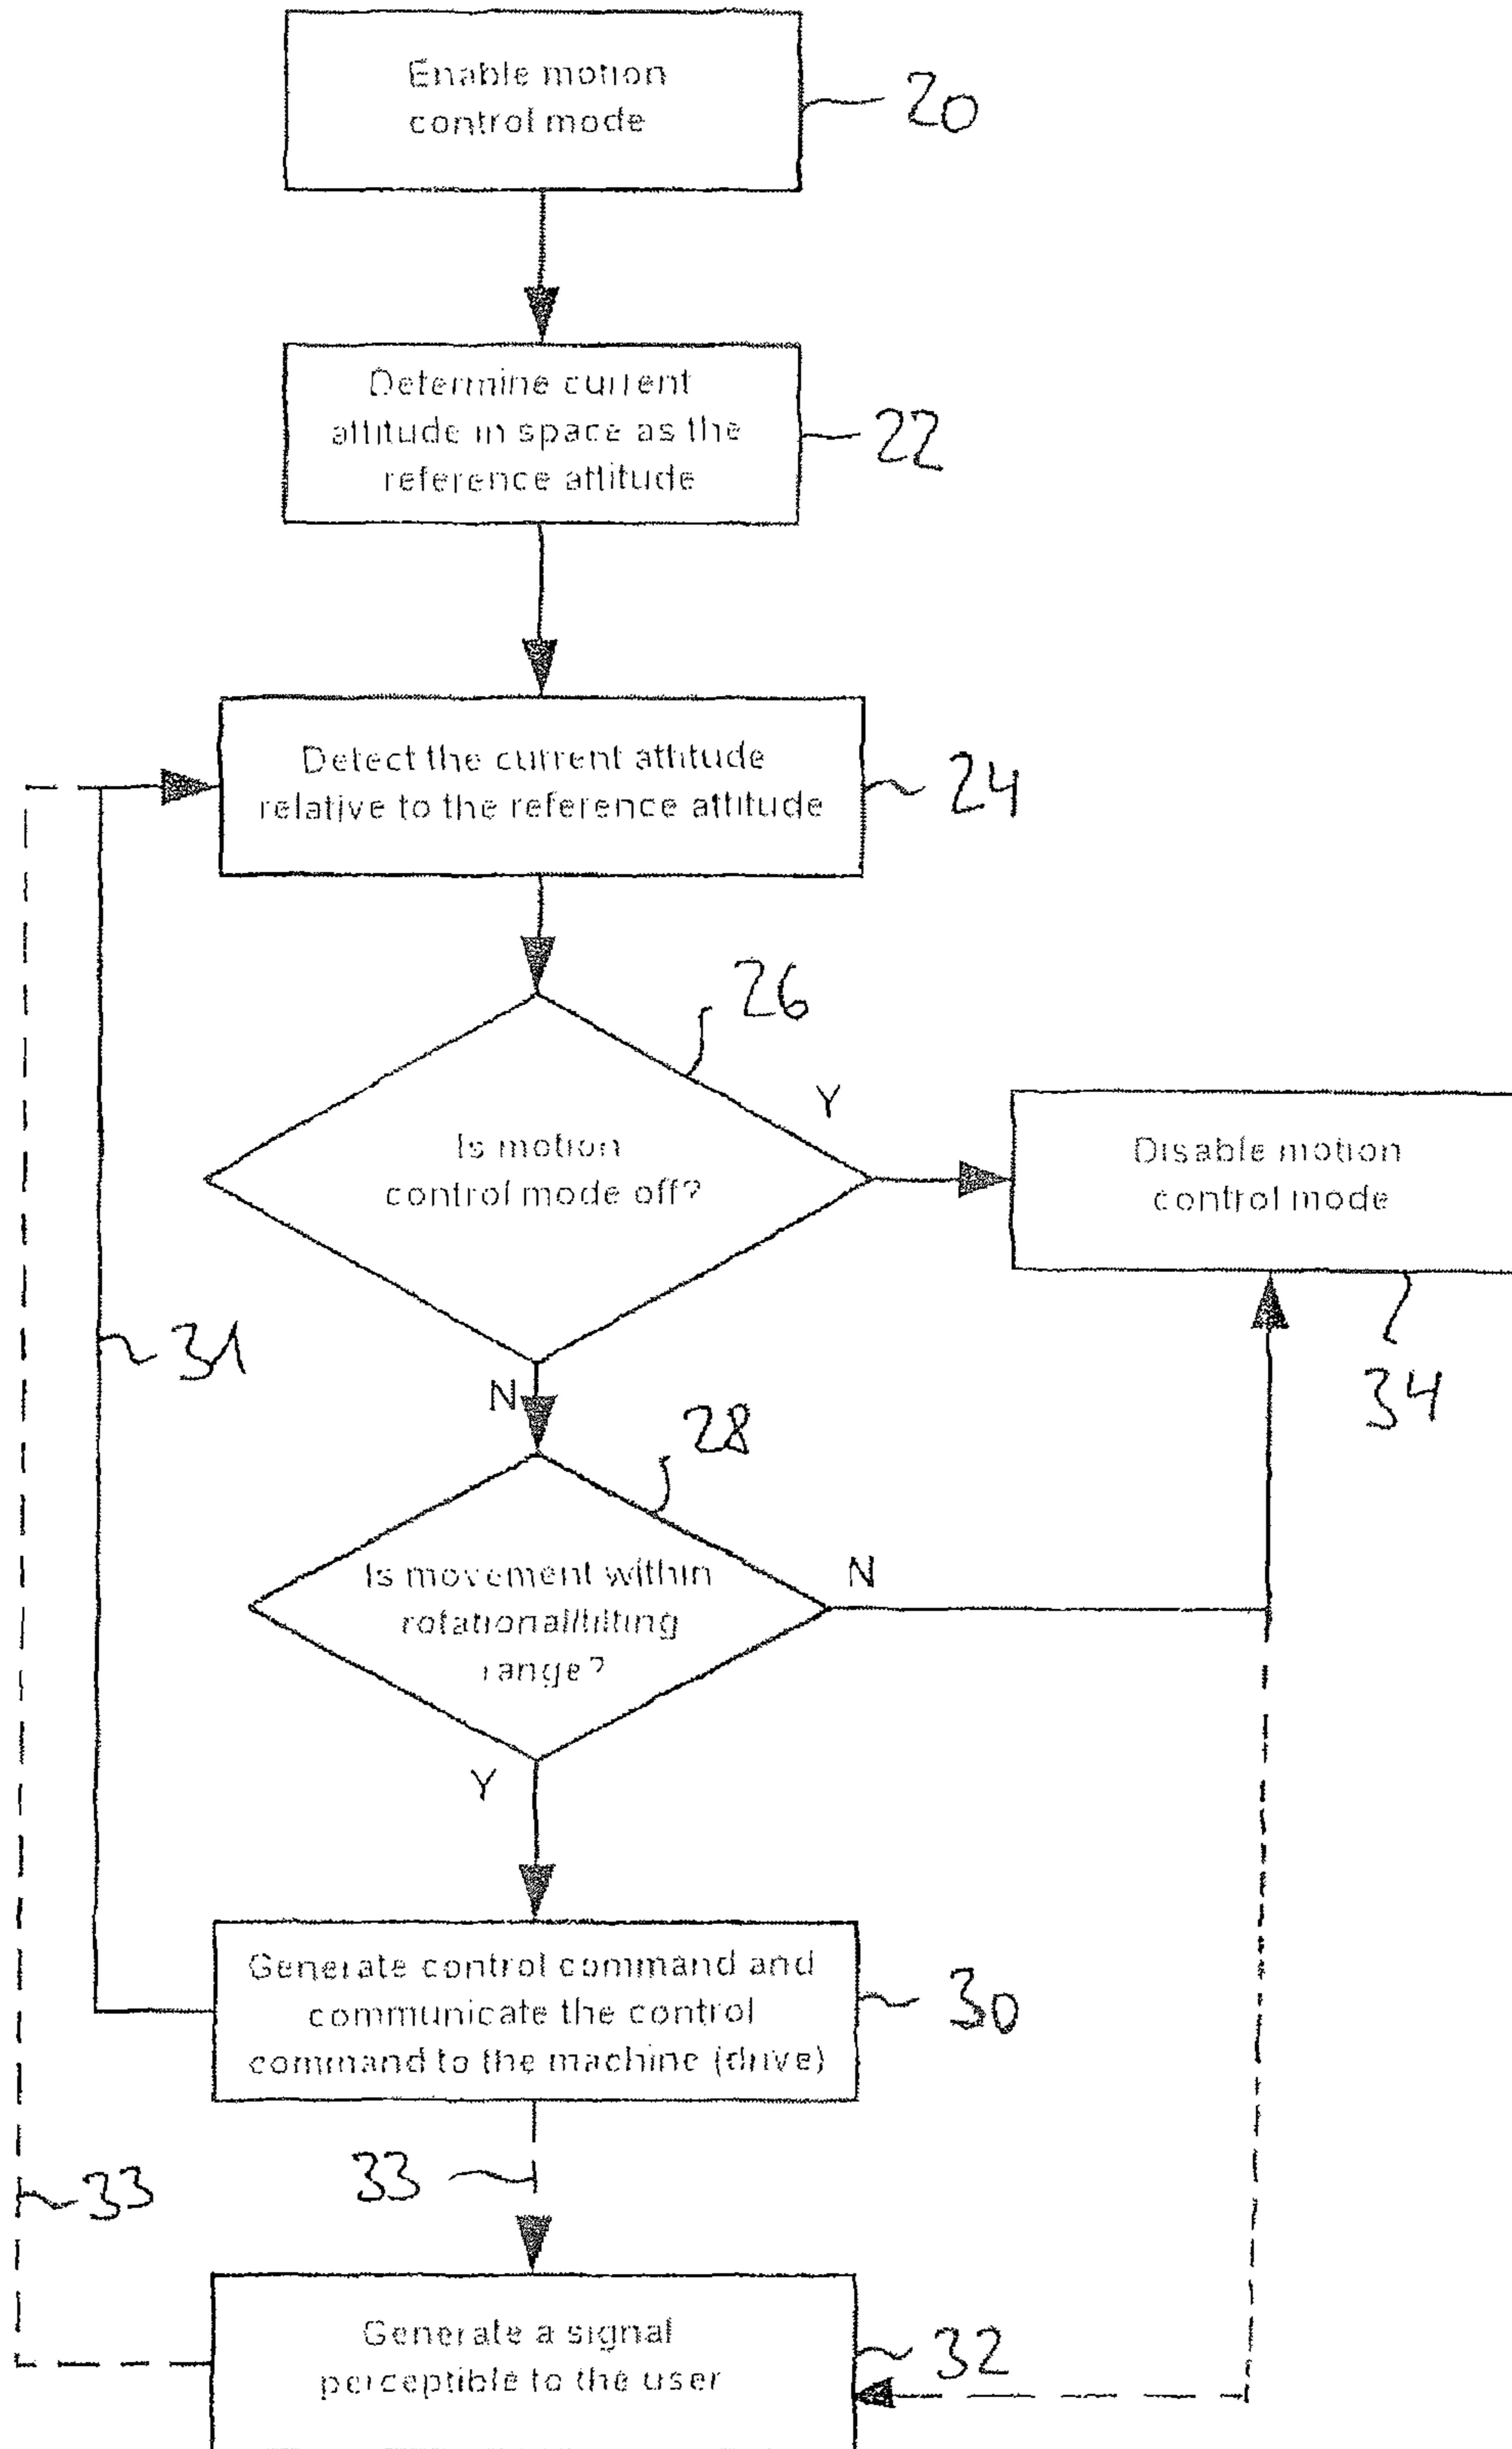 Enable motion
control mode
20
Determine current
attitude in space as the
reference attitude
22
Detect the current attitude
relative to the reference attitude
24
26
Y
Is motion
control mode off?
Disable motion
control mode
31
N
34
28
Is movement within
rotational/tilting
range?
N
Y
Generate control command and
communicate the control
command to the machine (drive)
30
33
33
Generate a signal
perceptible to the user
32